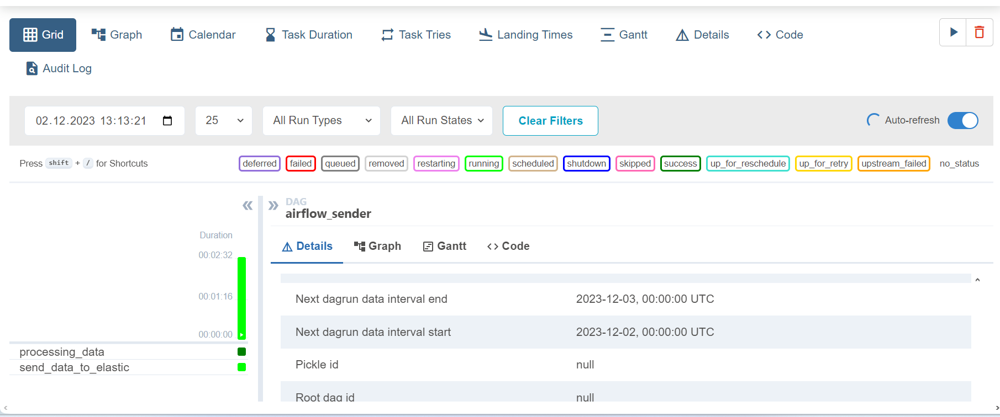 Grid Graph Calendar Task Duration Task Tries Landing Times Gantt Details Code
Audit Log
02.12.2023 13:13:21 25 All Run Types All Run States Clear Filters Auto-refresh
Press shift + / for Shortcuts deferred failed queued removed restarting running scheduled shutdown skipped success up_for_reschedule up_for_retry upstream_failed no_status
DAG
airflow_sender
Duration
00:02:32
00:01:16
00:00:00
processing_data
send_data_to_elastic
Details Graph Gantt Code
Next dagrun data interval end 2023-12-03, 00:00:00 UTC
Next dagrun data interval start 2023-12-02, 00:00:00 UTC
Pickle id null
Root dag id null